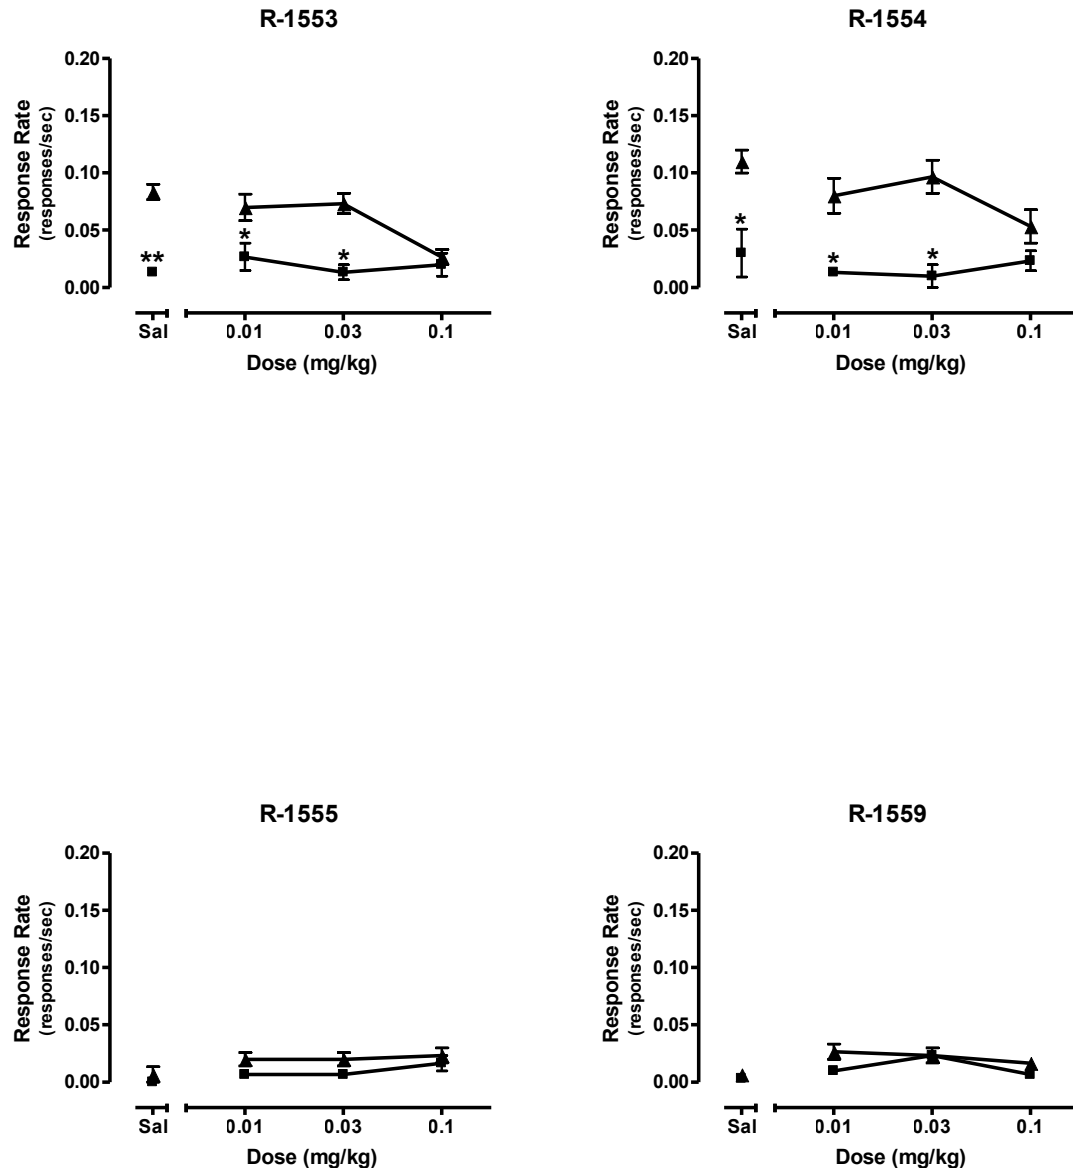 R-1553
Response Rate
(responses/sec)
0.20
0.15
0.10
0.05
0.00
**
*
*
Sal
0.01
0.03
0.1
Dose (mg/kg)
R-1554
Response Rate
(responses/sec)
0.20
0.15
0.10
0.05
0.00
*
*
*
Sal
0.01
0.03
0.1
Dose (mg/kg)
R-1555
Response Rate
(responses/sec)
0.20
0.15
0.10
0.05
0.00
Sal
0.01
0.03
0.1
Dose (mg/kg)
R-1559
Response Rate
(responses/sec)
0.20
0.15
0.10
0.05
0.00
Sal
0.01
0.03
0.1
Dose (mg/kg)